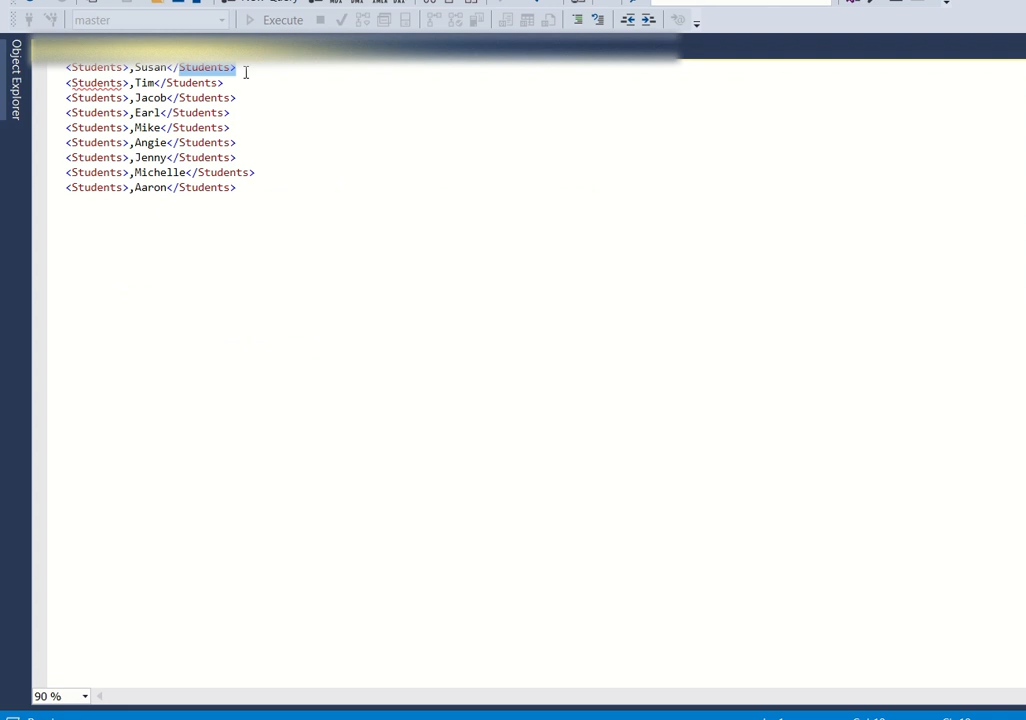 master
Execute
Object Explorer
<Students>,Susan</Students>
<Students>,Tim</Students>
<Students>,Jacob</Students>
<Students>,Earl</Students>
<Students>,Mike</Students>
<Students>,Angie</Students>
<Students>,Jenny</Students>
<Students>,Michelle</Students>
<Students>,Aaron</Students>
90 %